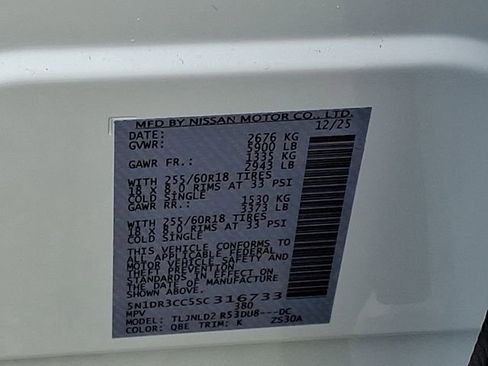 MFD BY NISSAN MOTOR CO., LTD.
DATE: 12/25
GVWR: 2676 KG
5900 LB
GAWR FR.: 1335 KG
2943 LB
WITH 255/60R18 TIRES
18 X 8.0 RIMS AT 33 PSI
COLD SINGLE
GAWR RR.: 1530 KG
3373 LB
WITH 255/60R18 TIRES
18 X 8.0 RIMS AT 33 PSI
COLD SINGLE
THIS VEHICLE CONFORMS TO
ALL APPLICABLE FEDERAL
MOTOR VEHICLE SAFETY AND
THEFT PREVENTION
STANDARDS IN EFFECT ON
THE DATE OF MANUFACTURE
SHOWN ABOVE.
5N1DR3CC5SC316733
MPV 380
MODEL: TLJNLD2 R53DU8---DC
COLOR: QBE TRIM: K ZS30A